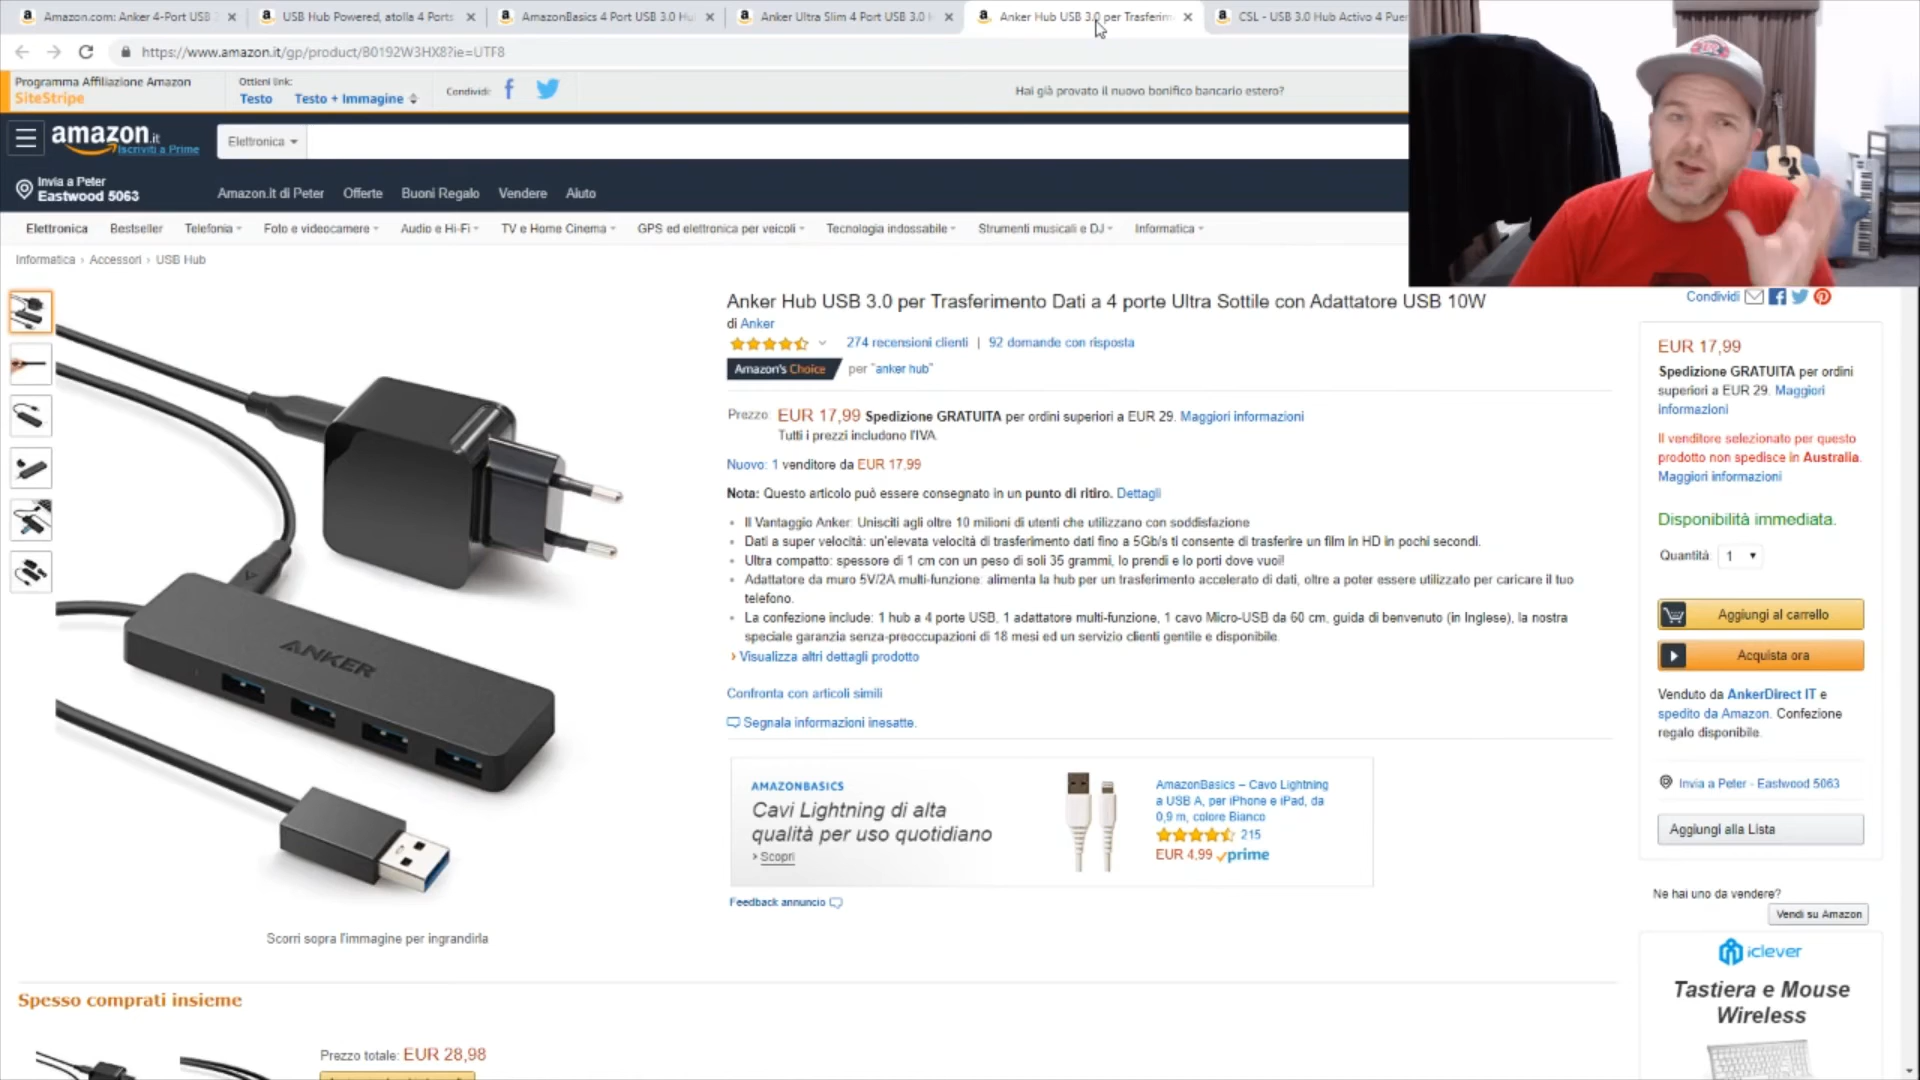 Amazon.com: Anker 4-Port USB
USB Hub Powered, atolla 4 Ports
AmazonBasics 4 Port USB 3.0 Hu
Anker Ultra Slim 4 Port USB 3.0
Anker Hub USB 3.0 per Trasferim
CSL - USB 3.0 Hub Activo 4 Puer
https://www.amazon.it/gp/product/B0192W3HX8?ie=UTF8
Programma Affiliazione Amazon
SiteStripe
Ottieni link:
Testo Testo + Immagine
Condividi:
Hai già provato il nuovo bonifico bancario estero?
amazon.it
Iscriviti a Prime
Elettronica
Invia a Peter
Eastwood 5063
Amazon.it di Peter Offerte Buoni Regalo Vendere Aiuto
Elettronica Bestseller Telefonia Foto e videocamere Audio e Hi-Fi TV e Home Cinema GPS ed elettronica per veicoli Tecnologia indossabile Strumenti musicali e DJ Informatica
Informatica › Accessori › USB Hub
ANKER
Scorri sopra l'immagine per ingrandirla
Anker Hub USB 3.0 per Trasferimento Dati a 4 porte Ultra Sottile con Adattatore USB 10W
di Anker
274 recensioni clienti | 92 domande con risposta
Amazon's Choice per "anker hub"
Prezzo: EUR 17,99 Spedizione GRATUITA per ordini superiori a EUR 29. Maggiori informazioni
Tutti i prezzi includono l'IVA.
Nuovo: 1 venditore da EUR 17,99
Nota: Questo articolo può essere consegnato in un punto di ritiro. Dettagli
Il Vantaggio Anker: Unisciti agli oltre 10 milioni di utenti che utilizzano con soddisfazione
Dati a super velocità: un'elevata velocità di trasferimento dati fino a 5Gb/s ti consente di trasferire un film in HD in pochi secondi.
Ultra compatto: spessore di 1 cm con un peso di soli 35 grammi, lo prendi e lo porti dove vuoi!
Adattatore da muro 5V/2A multi-funzione: alimenta la hub per un trasferimento accelerato di dati, oltre a poter essere utilizzato per caricare il tuo
telefono.
La confezione include: 1 hub a 4 porte USB, 1 adattatore multi-funzione, 1 cavo Micro-USB da 60 cm, guida di benvenuto (in Inglese), la nostra
speciale garanzia senza-preoccupazioni di 18 mesi ed un servizio clienti gentile e disponibile.
› Visualizza altri dettagli prodotto
Confronta con articoli simili
Segnala informazioni inesatte.
AMAZONBASICS
Cavi Lightning di alta
qualità per uso quotidiano
› Scopri
AmazonBasics – Cavo Lightning
a USB A, per iPhone e iPad, da
0,9 m, colore Bianco
215
EUR 4,99 prime
Feedback annuncio
Condividi
EUR 17,99
Spedizione GRATUITA per ordini
superiori a EUR 29. Maggiori
informazioni
Il venditore selezionato per questo
prodotto non spedisce in Australia.
Maggiori informazioni
Disponibilità immediata.
Quantità: 1
Aggiungi al carrello
Acquista ora
Venduto da AnkerDirect IT e
spedito da Amazon. Confezione
regalo disponibile.
Invia a Peter - Eastwood 5063
Aggiungi alla Lista
Ne hai uno da vendere?
Vendi su Amazon
iclever
Tastiera e Mouse
Wireless
Spesso comprati insieme
Prezzo totale: EUR 28,98